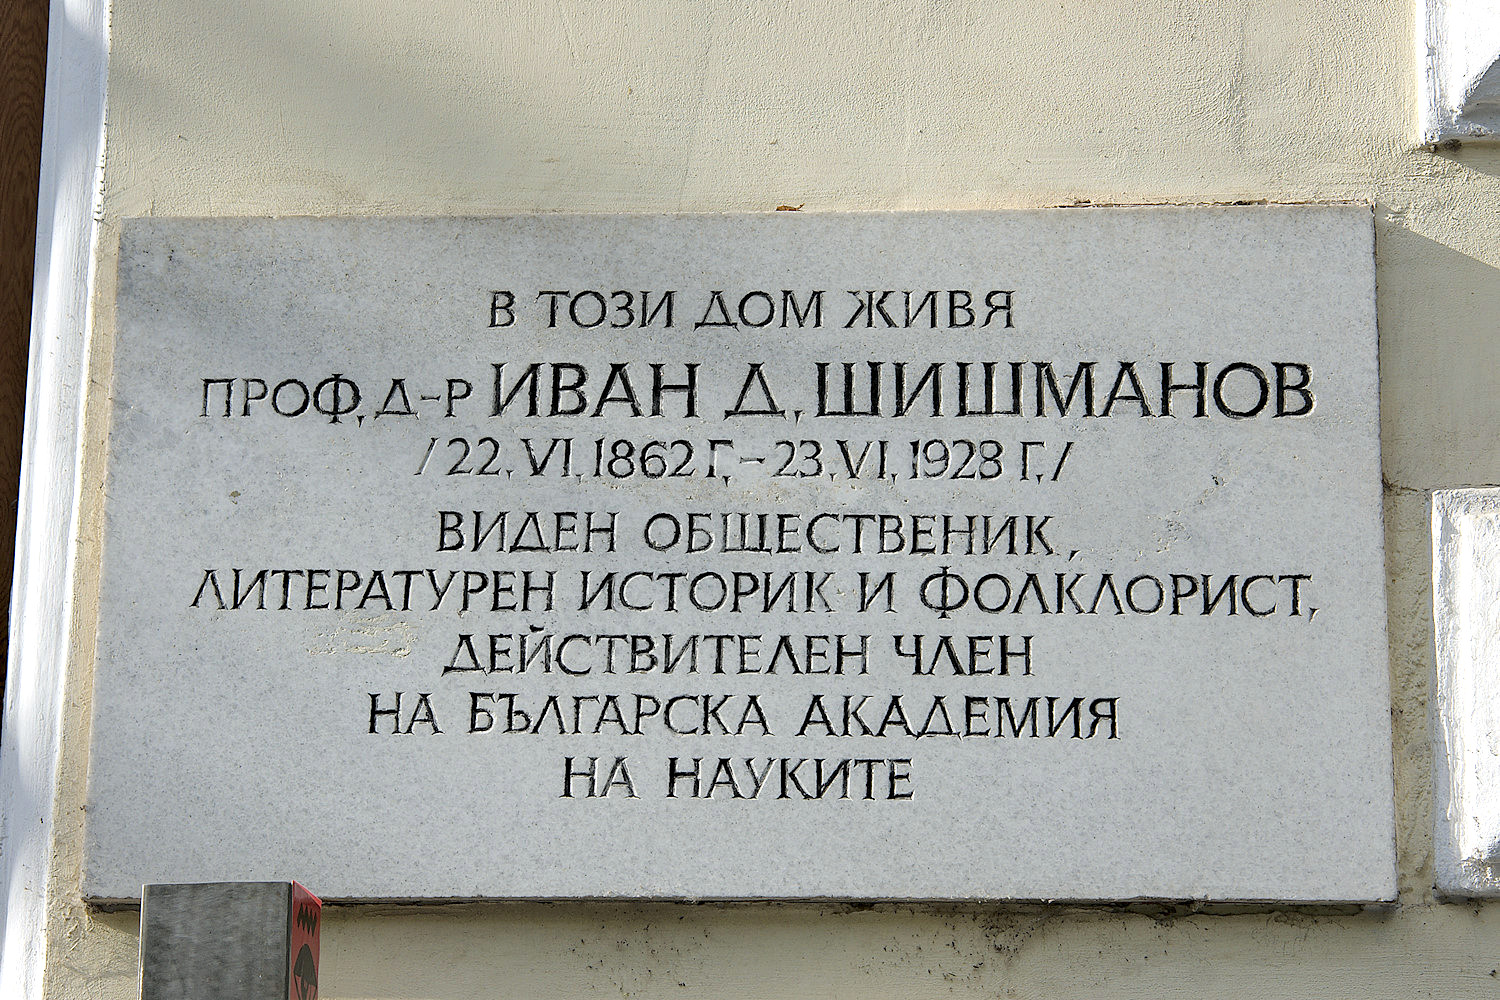 В ТОЗИ ДОМ ЖИВЯ
ПРОФ. Д-Р ИВАН Д. ШИШМАНОВ
/22.VI.1862 Г.-23.VI.1928 Г./
ВИДЕН ОБЩЕСТВЕНИК,
ЛИТЕРАТУРЕН ИСТОРИК И ФОЛКЛОРИСТ,
ДЕЙСТВИТЕЛЕН ЧЛЕН
НА БЪЛГАРСКА АКАДЕМИЯ
НА НАУКИТЕ